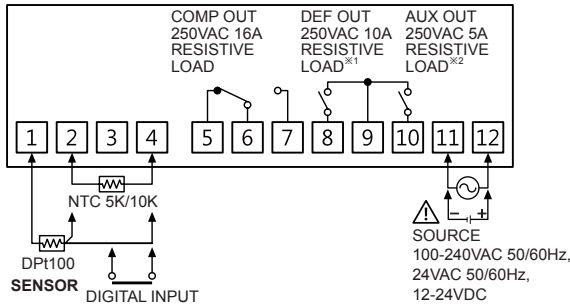 COMP OUT
250VAC 16A
RESISTIVE
LOAD
DEF OUT
250VAC 10A
RESISTIVE
LOAD※1
AUX OUT
250VAC 5A
RESISTIVE
LOAD※2
1 2 3 4 5 6 7 8 9 10 11 12
NTC 5K/10K
DPt100
SENSOR
DIGITAL INPUT
− +
SOURCE
100-240VAC 50/60Hz,
24VAC 50/60Hz,
12-24VDC